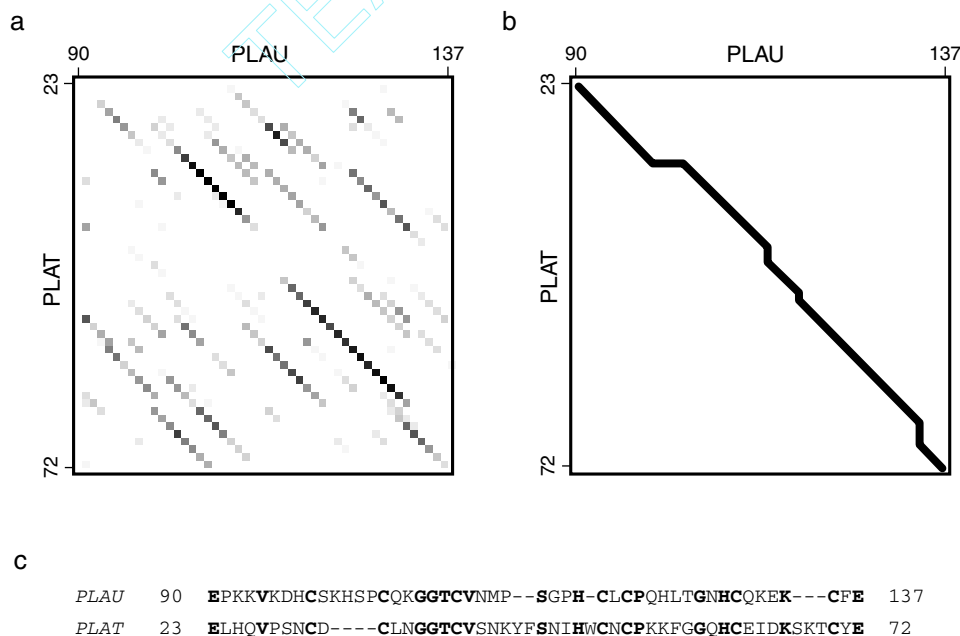 a
b
90 PLAU 137
90 PLAU 137
23
23
PLAT
PLAT
72
72
c
PLAU 90 EPKKVKDHCSKHSPCQKGGTCVNMP--SGPH-CLCPQHLTGNHCQKEK---CFE 137
PLAT 23 ELHQVPSNCD----CLNGGTCVSNKYFSNIHWCNCPKKFGGQHCEIDKSKTCYE 72